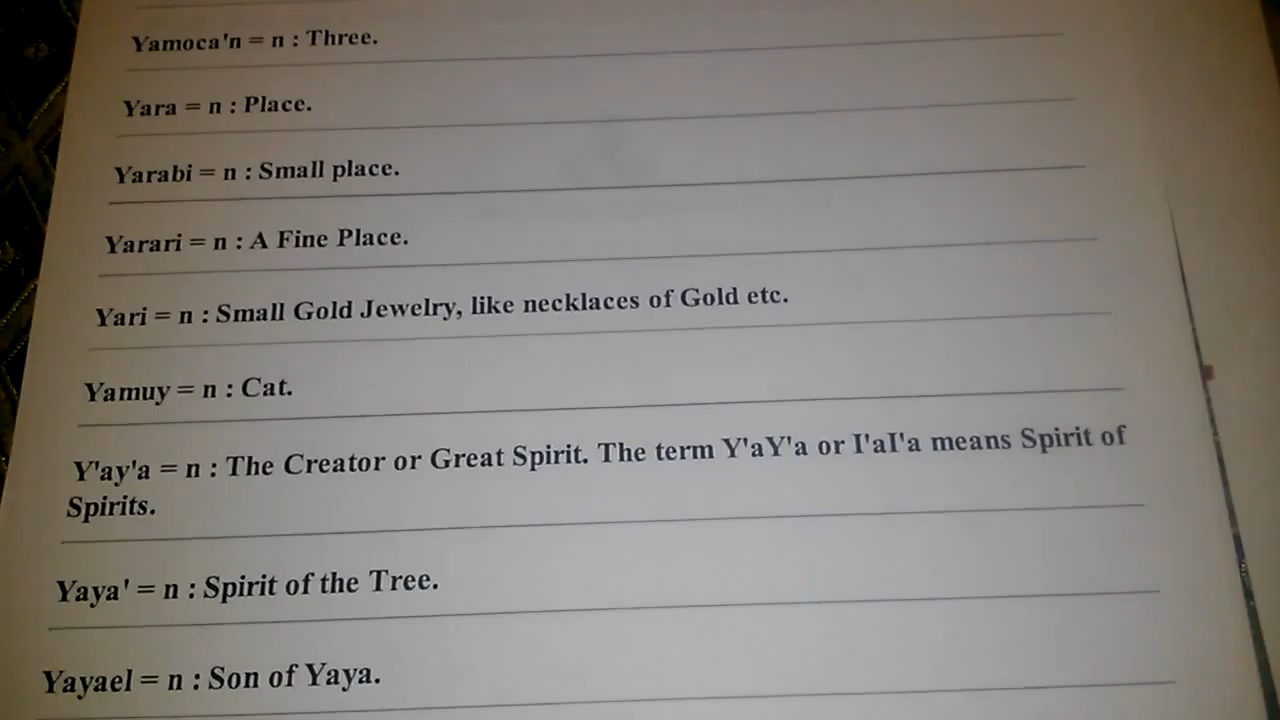 Yamoca'n = n : Three.
Yara = n : Place.
Yarabi = n : Small place.
Yarari = n : A Fine Place.
Yari = n : Small Gold Jewelry, like necklaces of Gold etc.
Yamuy = n : Cat.
Y'ay'a = n : The Creator or Great Spirit. The term Y'aY'a or I'aI'a means Spirit of
Spirits.
Yaya' = n : Spirit of the Tree.
Yayael = n : Son of Yaya.